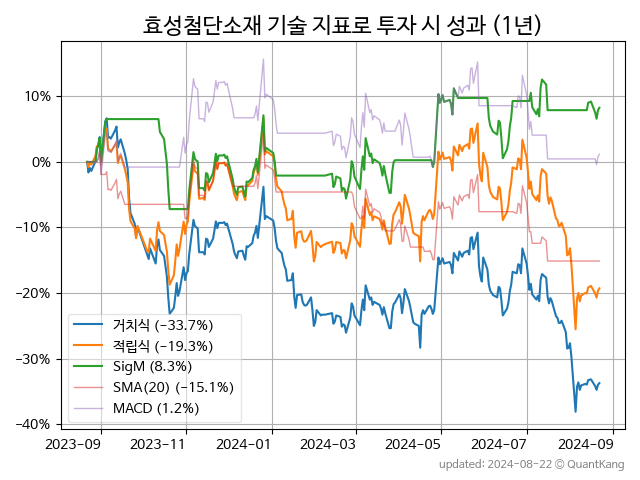 효성첨단소재 기술 지표로 투자 시 성과 (1년)
10%
0%
−10%
−20%
−30%
−40%
거치식 (−33.7%)
적립식 (−19.3%)
SigM (8.3%)
SMA(20) (−15.1%)
MACD (1.2%)
2023-09 2023-11 2024-01 2024-03 2024-05 2024-07 2024-09
updated: 2024-08-22 © QuantKang